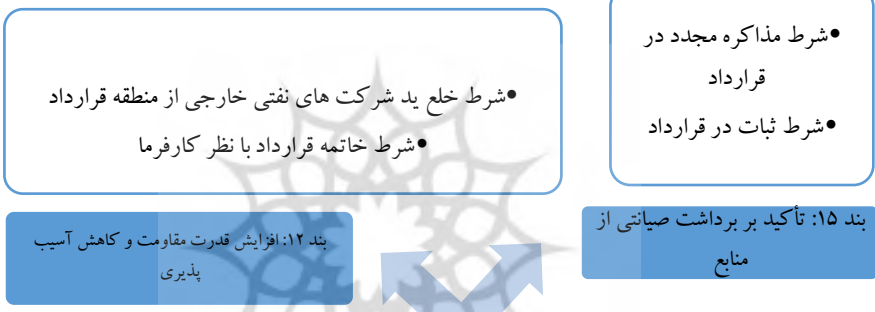 •شرط مذاکره مجدد در
قرارداد
•شرط ثبات در قرارداد
•شرط خلع ید شرکت های نفتی خارجی از منطقه قرارداد
•شرط خاتمه قرارداد با نظر کارفرما
بند ۱۵: تأکید بر برداشت صیانتی از
منابع
بند ۱۲: افزایش قدرت مقاومت و کاهش آسیب
پذیری